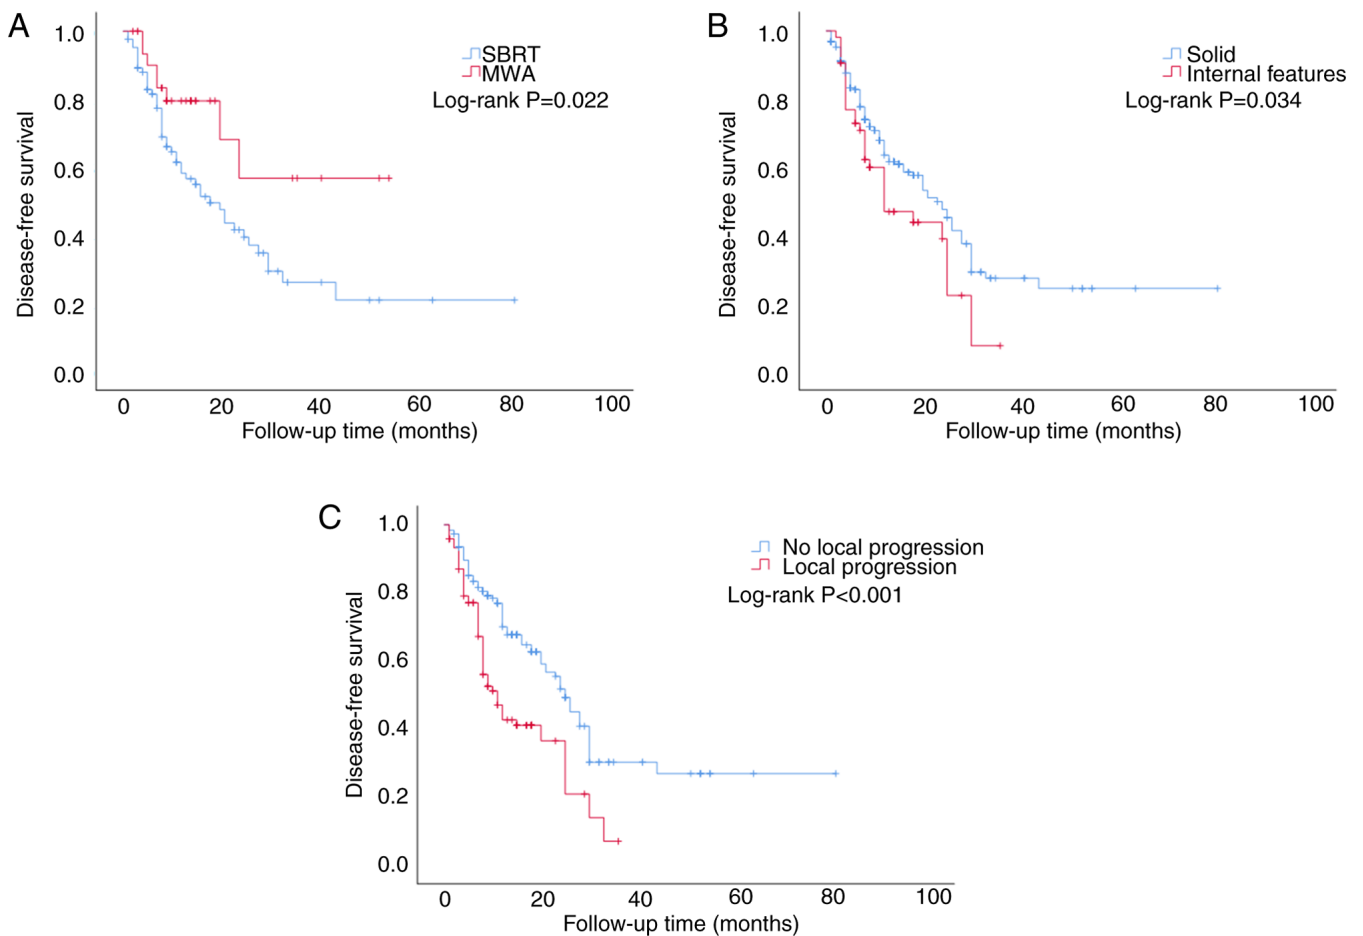 A
1.0
0.8
0.6
0.4
0.2
0.0
Disease-free survival
SBRT
MWA
Log-rank P=0.022
0 20 40 60 80 100
Follow-up time (months)
B
1.0
0.8
0.6
0.4
0.2
0.0
Disease-free survival
Solid
Internal features
Log-rank P=0.034
0 20 40 60 80 100
Follow-up time (months)
C
1.0
0.8
0.6
0.4
0.2
0.0
Disease-free survival
No local progression
Local progression
Log-rank P<0.001
0 20 40 60 80 100
Follow-up time (months)